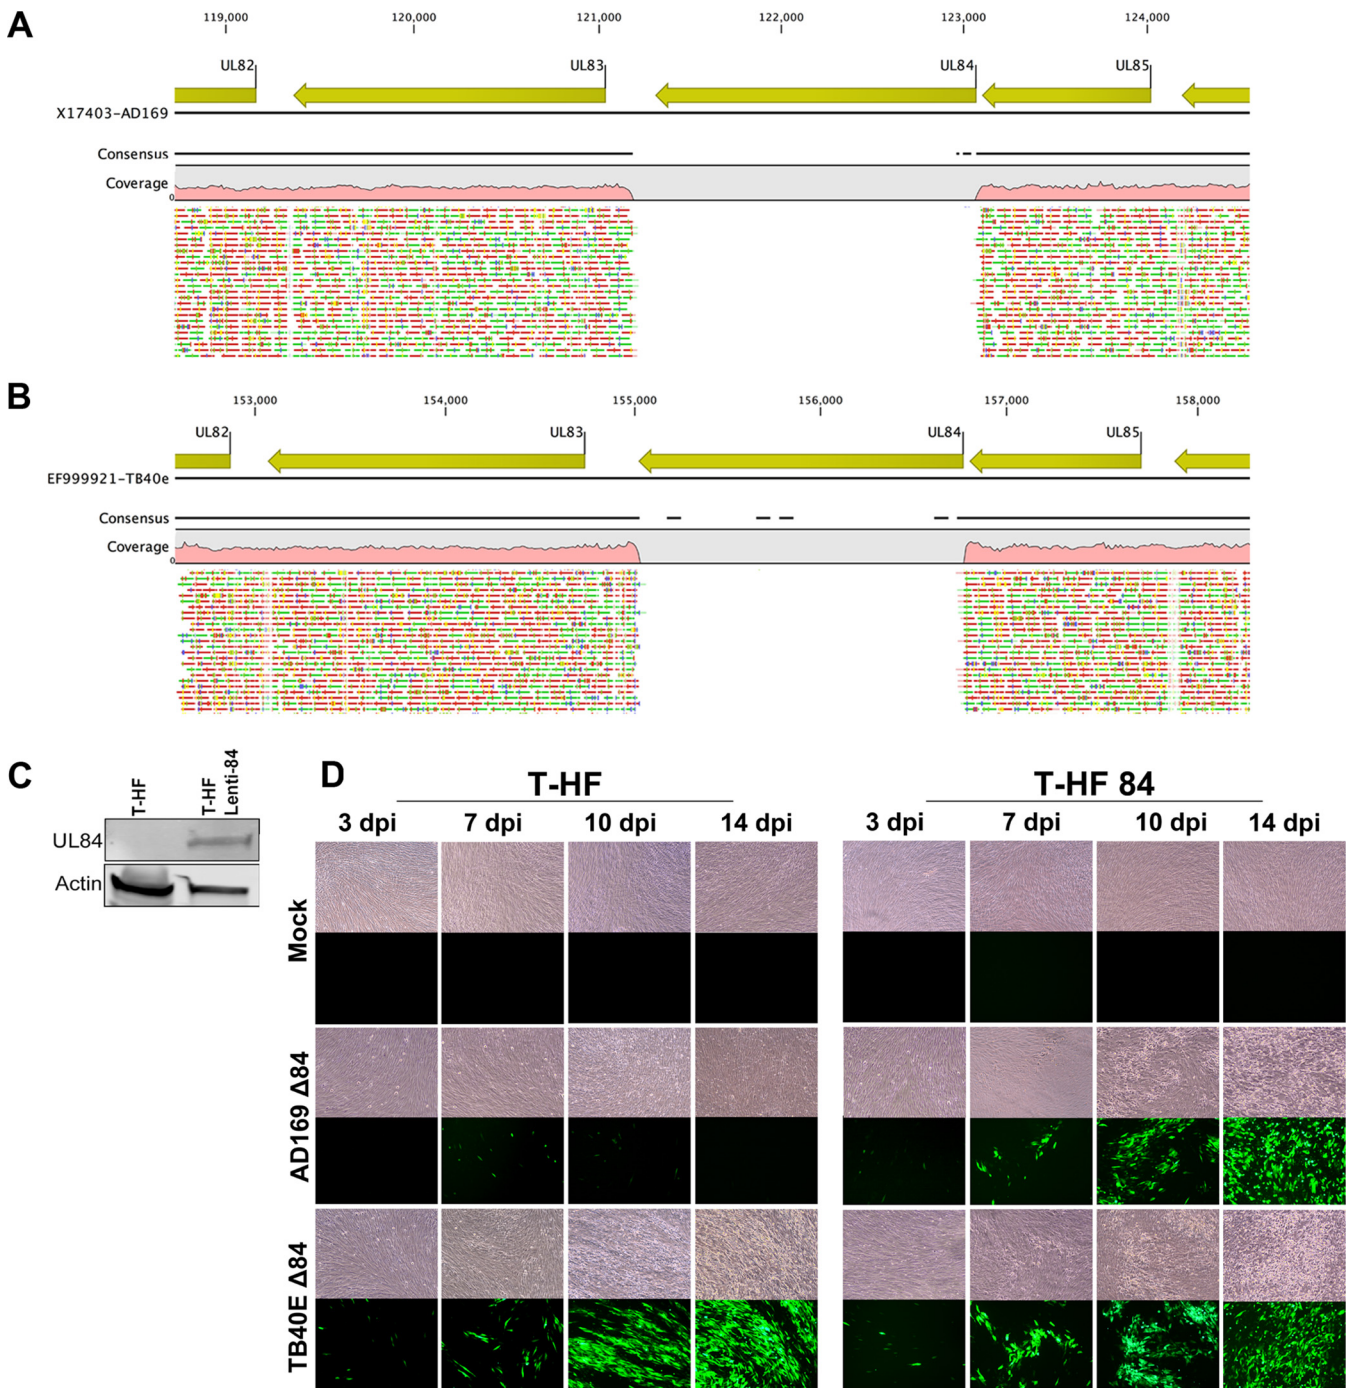 A
119,000 120,000 121,000 122,000 123,000 124,000
UL82 UL83 UL84 UL85
X17403-AD169
Consensus
Coverage
0
B
153,000 154,000 155,000 156,000 157,000 158,000
UL82 UL83 UL84 UL85
EF999921-TB40e
Consensus
Coverage
0
C
T-HF
T-HF
Lenti-84
UL84
Actin
D
T-HF T-HF 84
3 dpi 7 dpi 10 dpi 14 dpi 3 dpi 7 dpi 10 dpi 14 dpi
Mock
AD169 Δ84
TB40E Δ84